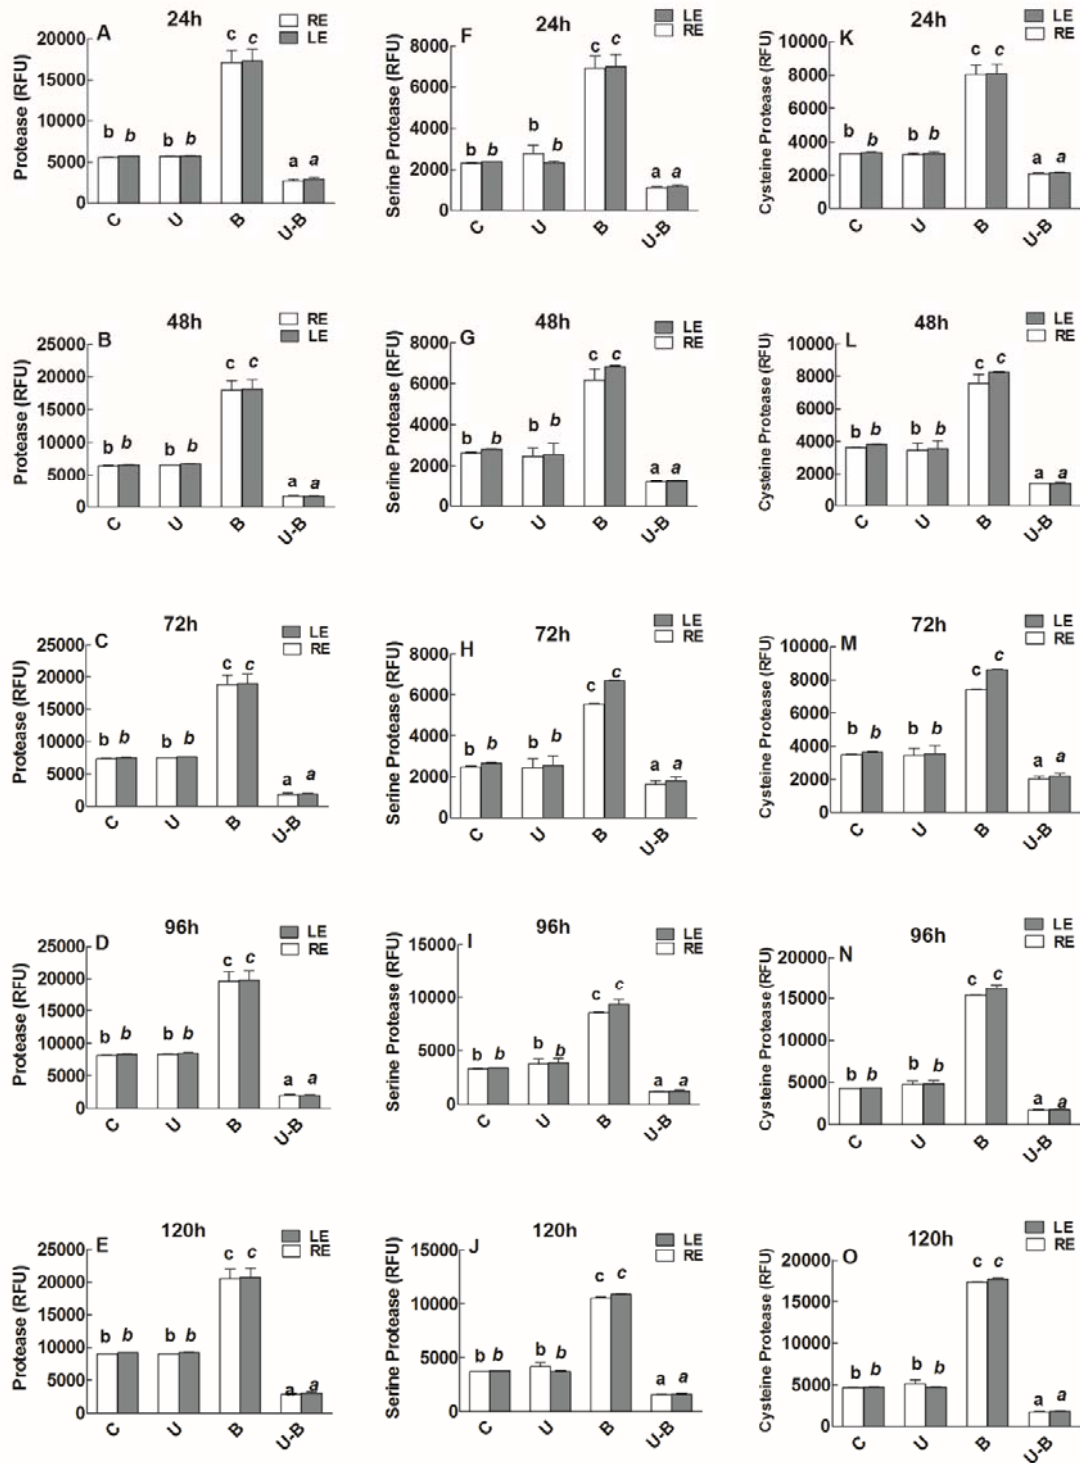 A 24h
RE
LE
Protease (RFU)
20000
15000
10000
5000
0
b b b b c c a a
C U B U-B
F 24h
LE
RE
Serine Protease (RFU)
8000
6000
4000
2000
0
b b b b c c a a
C U B U-B
K 24h
LE
RE
Cysteine Protease (RFU)
10000
8000
6000
4000
2000
0
b b b b c c a a
C U B U-B
B 48h
RE
LE
Protease (RFU)
25000
20000
15000
10000
5000
0
b b b b c c a a
C U B U-B
G 48h
LE
RE
Serine Protease (RFU)
8000
6000
4000
2000
0
b b b b c c a a
C U B U-B
L 48h
LE
RE
Cysteine Protease (RFU)
10000
8000
6000
4000
2000
0
b b b b c c a a
C U B U-B
C 72h
LE
RE
Protease (RFU)
25000
20000
15000
10000
5000
0
b b b b c c a a
C U B U-B
H 72h
LE
RE
Serine Protease (RFU)
8000
6000
4000
2000
0
b b b b c c a a
C U B U-B
M 72h
LE
RE
Cysteine Protease (RFU)
10000
8000
6000
4000
2000
0
b b b b c c a a
C U B U-B
D 96h
LE
RE
Protease (RFU)
25000
20000
15000
10000
5000
0
b b b b c c a a
C U B U-B
I 96h
LE
RE
Serine Protease (RFU)
15000
10000
5000
0
b b b b c c a a
C U B U-B
N 96h
LE
RE
Cysteine Protease (RFU)
20000
15000
10000
5000
0
b b b b c c a a
C U B U-B
E 120h
LE
RE
Protease (RFU)
25000
20000
15000
10000
5000
0
b b b b c c a a
C U B U-B
J 120h
LE
RE
Serine Protease (RFU)
15000
10000
5000
0
b b b b c c a a
C U B U-B
O 120h
LE
RE
Cysteine Protease (RFU)
20000
15000
10000
5000
0
b b b b c c a a
C U B U-B